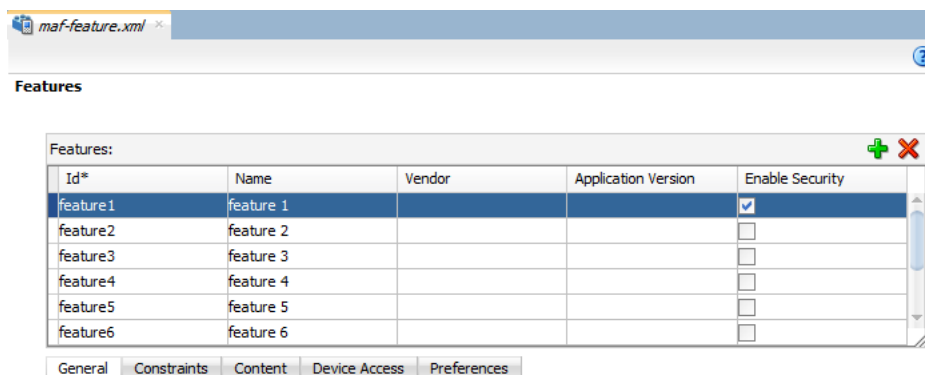 maf-feature.xml
Features
Features:
Id* Name Vendor Application Version Enable Security
feature1 feature 1
feature2 feature 2
feature3 feature 3
feature4 feature 4
feature5 feature 5
feature6 feature 6
General Constraints Content Device Access Preferences